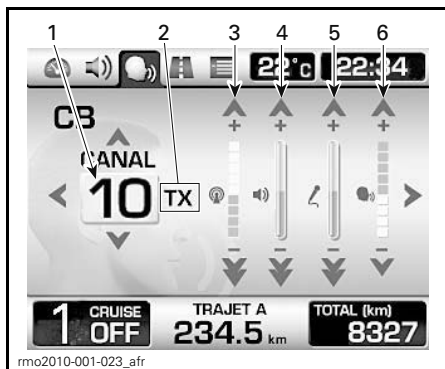 1 2 3 4 5 6
22°c 22:34
CB
+ + + +
CANAL
10 TX
- - - -
1 CRUISE OFF
TRAJET A
234.5 km
TOTAL (km)
8327
rmo2010-001-023_afr